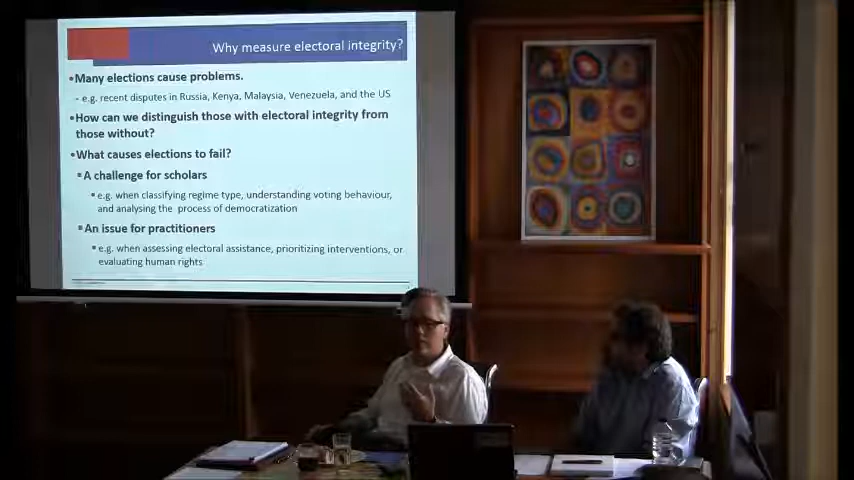 Why measure electoral integrity?
•Many elections cause problems.
– e.g. recent disputes in Russia, Kenya, Malaysia, Venezuela, and the US
•How can we distinguish those with electoral integrity from
those without?
•What causes elections to fail?
▪A challenge for scholars
▪e.g. when classifying regime type, understanding voting behaviour,
and analysing the process of democratization
▪An issue for practitioners
▪e.g. when assessing electoral assistance, prioritizing interventions, or
evaluating human rights